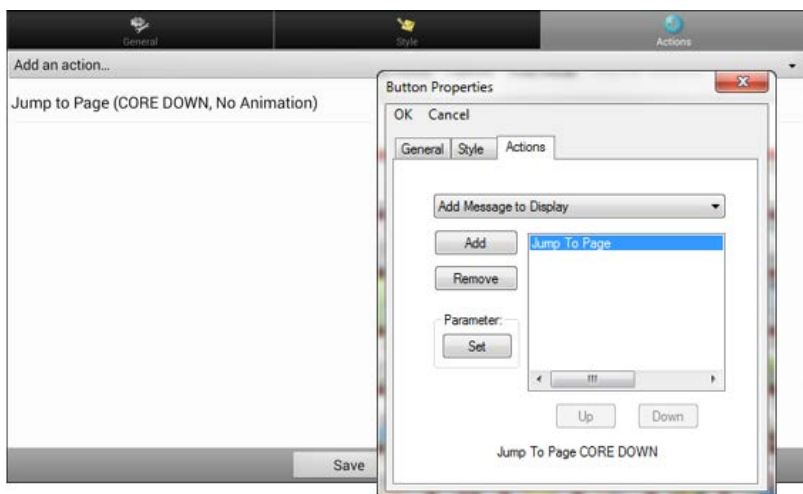 General
Style
Actions
Add an action...
Jump to Page (CORE DOWN, No Animation)
Save
Button Properties
OK Cancel
General Style Actions
Add Message to Display
Add
Jump To Page
Remove
Parameter:
Set
Up Down
Jump To Page CORE DOWN